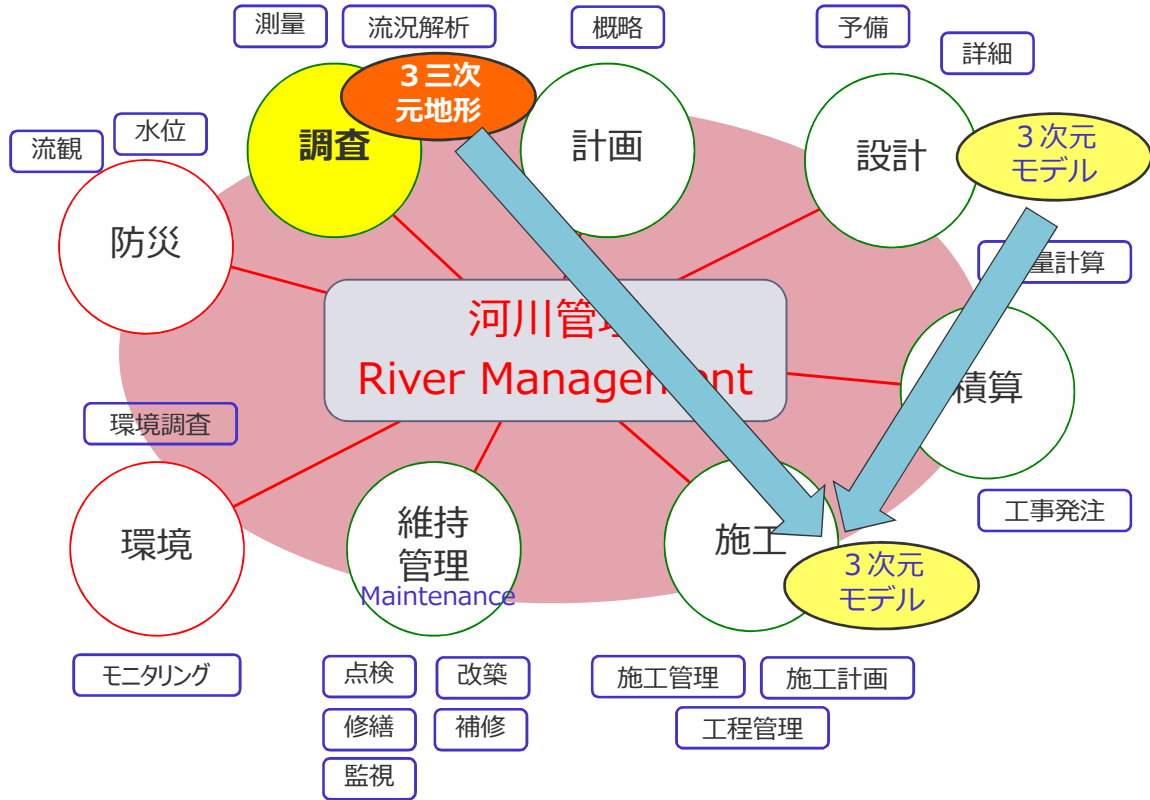 測量
流況解析
概略
予備
詳細
３三次
元地形
調査
計画
設計
３次元
モデル
流観
水位
防災
量計算
河川管理
River Management
積算
環境調査
環境
維持
管理
Maintenance
施工
３次元
モデル
工事発注
モニタリング
点検
改築
施工管理
施工計画
修繕
補修
工程管理
監視